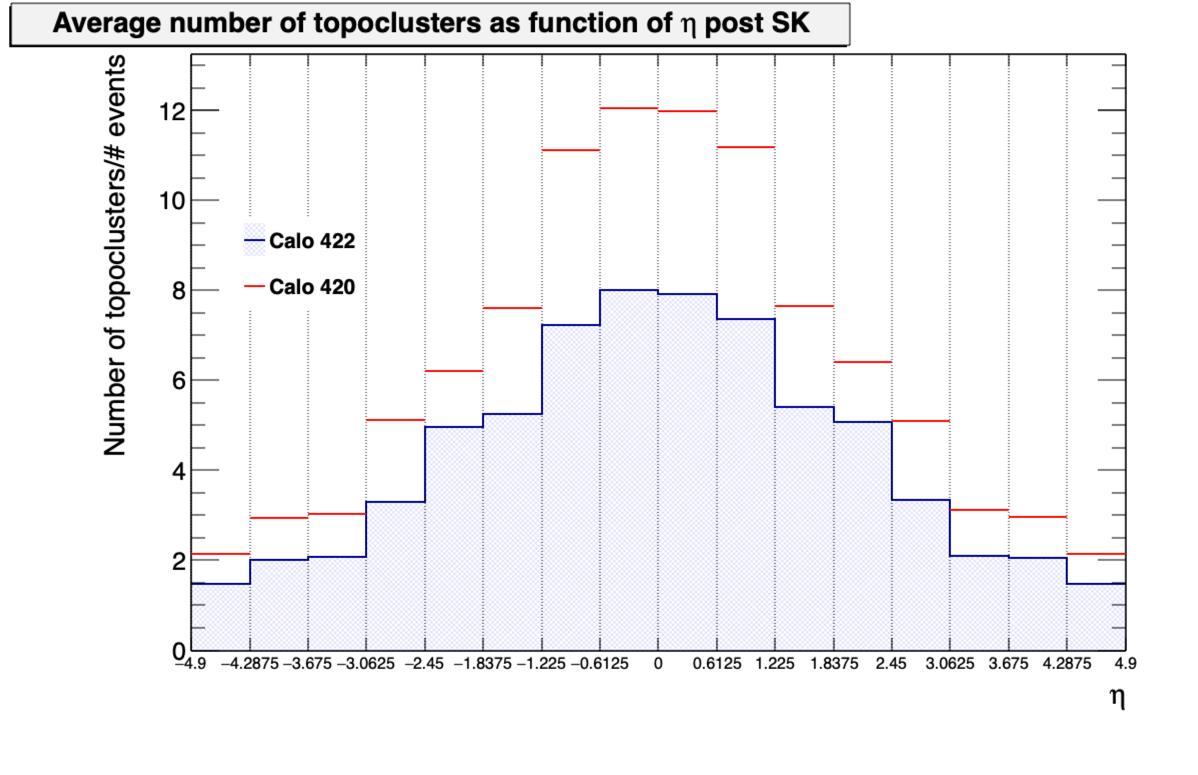 Average number of topoclusters as function of η post SK
Number of topoclusters/# events
12
10
8
6
4
2
0
Calo 422
Calo 420
−4.9 −4.2875 −3.675 −3.0625 −2.45 −1.8375 −1.225 −0.6125 0 0.6125 1.225 1.8375 2.45 3.0625 3.675 4.2875 4.9
η